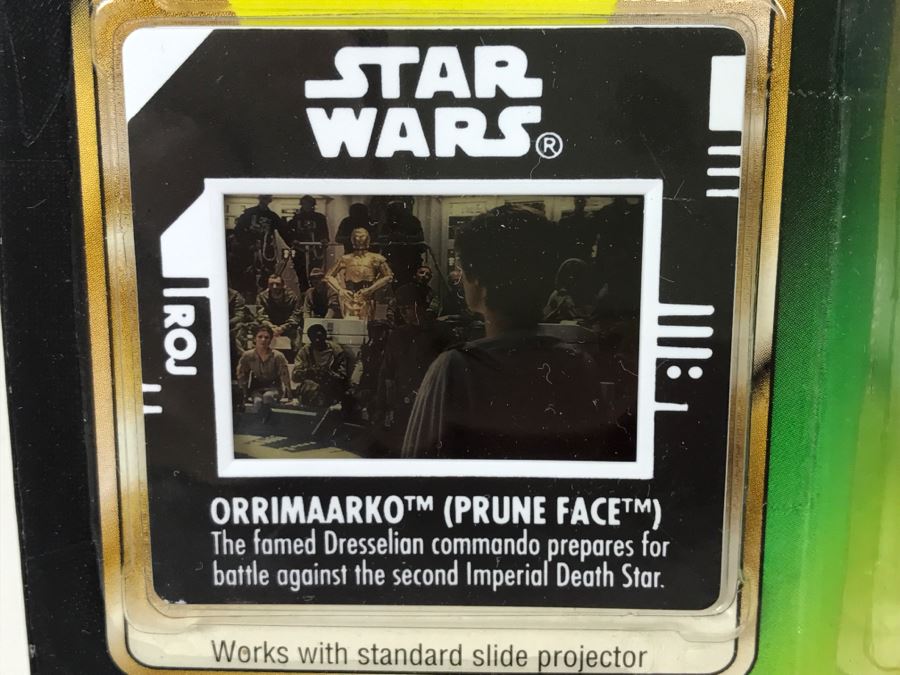 STAR
WARS®
ORRIMAARKO™ (PRUNE FACE™)
The famed Dresselian commando prepares for
battle against the second Imperial Death Star.
Works with standard slide projector